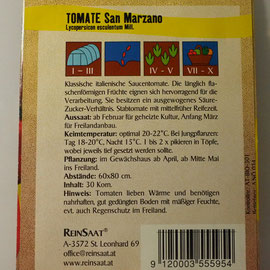 TOMATE San Marzano
Lycopersicon esculentum Mill.
I – III
IV - V
VII - X
Klassische italienische Saucentomate. Die länglich fla-
schenförmigen Früchte eignen sich hervorragend für die
Verarbeitung. Sie besitzen ein ausgewogenes Säure-
Zucker-Verhältnis. Stabtomate mit mittelfrüher Reifezeit.
Aussaat: ab Februar für geheizte Kultur, Anfang März
für Freilandanbau.
Keimtemperatur: optimal 20-22°C. Bei Jungpflanzen:
Tag 18-20°C, Nacht 15°C. 1 bis 2 x pikieren in Töpfe,
wobei jeweils tief gesetzt werden sollte.
Pflanzung: im Gewächshaus ab April, ab Mitte Mai
ins Freiland.
Abstände: 60x80 cm.
Inhalt: 30 Korn.
Hinweis: Tomaten lieben Wärme und benötigen
nahrhaften, gut gedüngten Boden mit mäßiger Feuchte,
evt. auch Regenschutz im Freiland.
REINSAAT®
A-3572 St. Leonhard 69
www.reinsaat.at
9 120003 555954